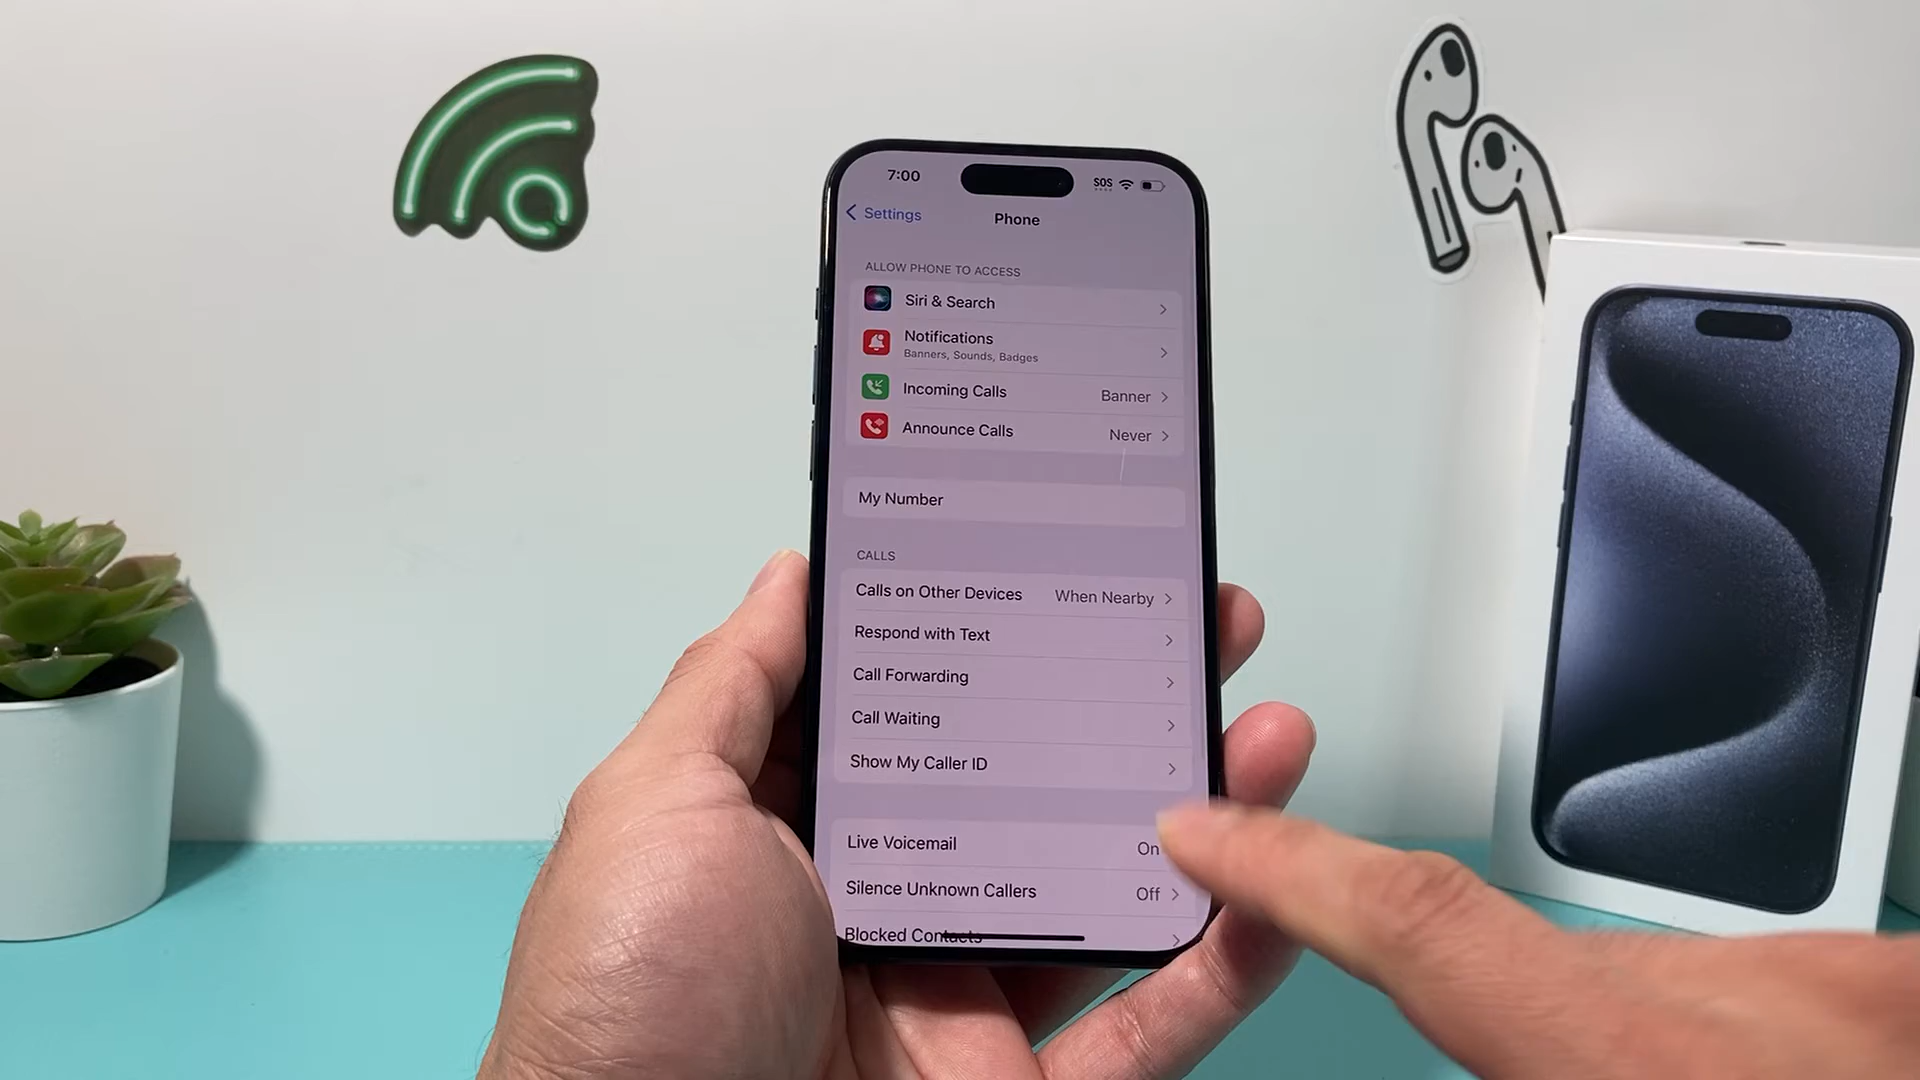 7:00 SOS
Settings Phone
ALLOW PHONE TO ACCESS
Siri & Search
Notifications
Banners, Sounds, Badges
Incoming Calls Banner
Announce Calls Never
My Number
CALLS
Calls on Other Devices When Nearby
Respond with Text
Call Forwarding
Call Waiting
Show My Caller ID
Live Voicemail On
Silence Unknown Callers Off
Blocked Contacts